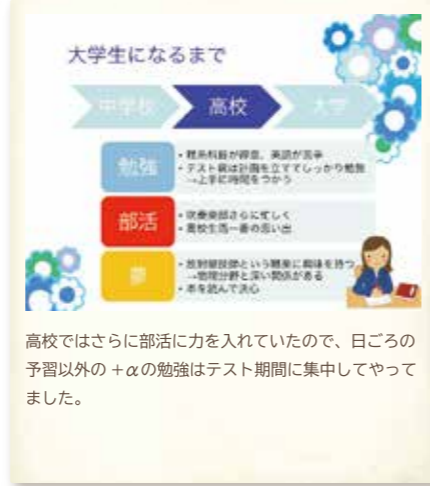 大学生になるまで
中学校
高校
大学
勉強
・理系科目が得意、英語が苦手
・テスト前は計画を立ててしっかり勉強
→上手に時間をつかう
部活
・吹奏楽部さらに忙しく
・高校生活一番の思い出
夢
・放射線技師という職業に興味を持つ
→物理分野と深い関係がある
・本を読んで決心
高校ではさらに部活に力を入れていたので、日ごろの
予習以外の +αの勉強はテスト期間に集中してやって
ました。